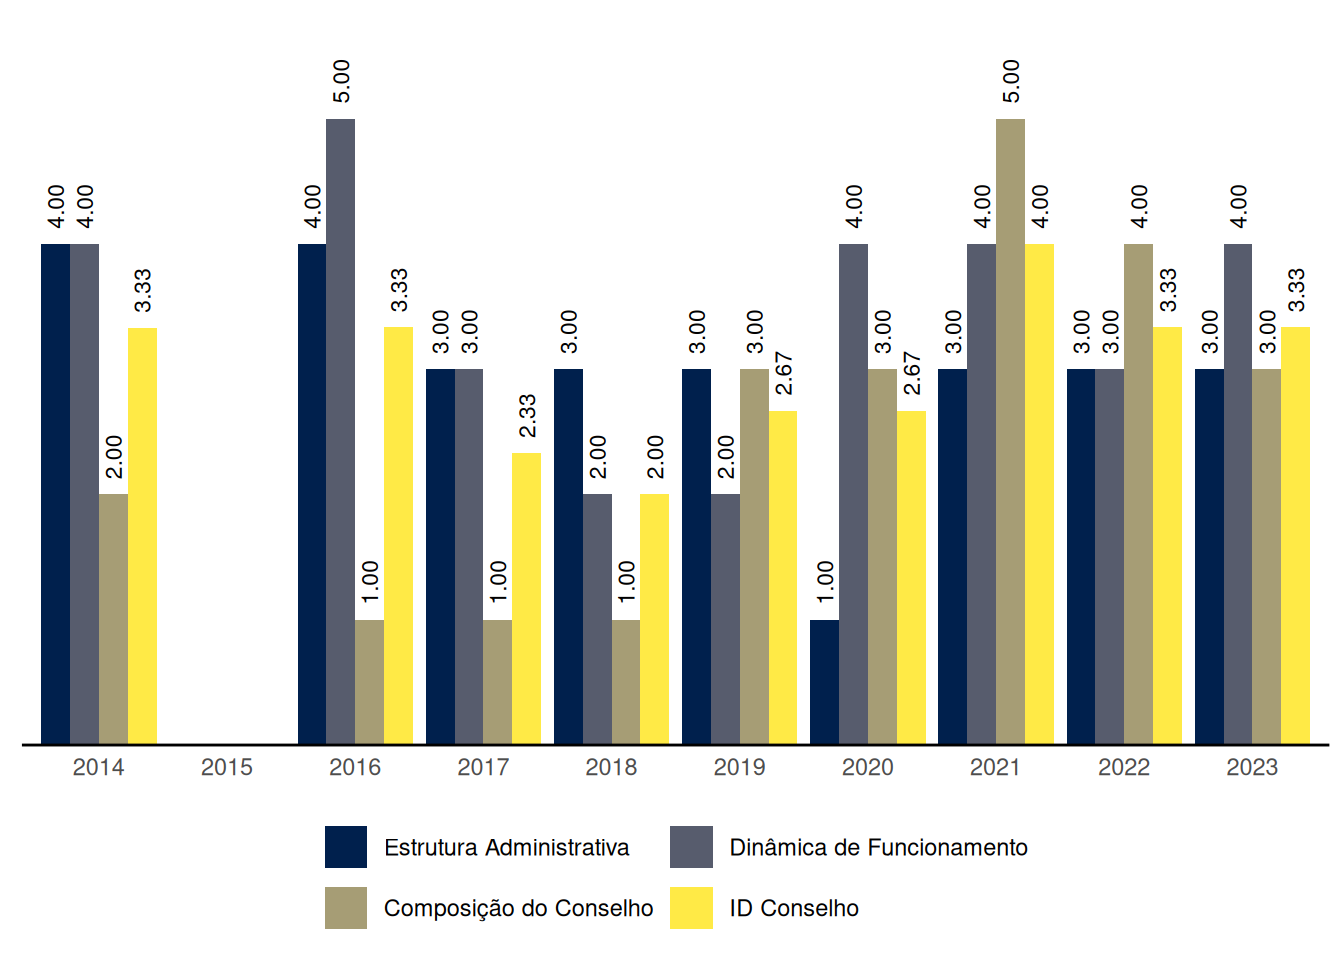 4.00 4.00 2.00 3.33
4.00 5.00 1.00 3.33
3.00 3.00 1.00 2.33
3.00 2.00 1.00 2.00
3.00 2.00 3.00 2.67
1.00 4.00 3.00 2.67
3.00 4.00 5.00 4.00
3.00 3.00 4.00 3.33
3.00 4.00 3.00 3.33
2014 2015 2016 2017 2018 2019 2020 2021 2022 2023
Estrutura Administrativa Dinâmica de Funcionamento
Composição do Conselho ID Conselho